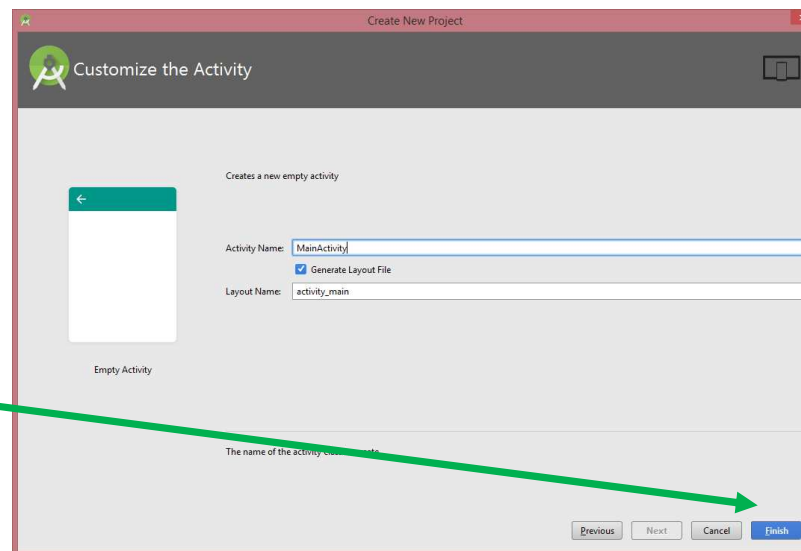 Create New Project
Customize the Activity
Creates a new empty activity
Activity Name: MainActivity
Generate Layout File
Layout Name: activity_main
Empty Activity
The name of the activity class
Previous Next Cancel Finish